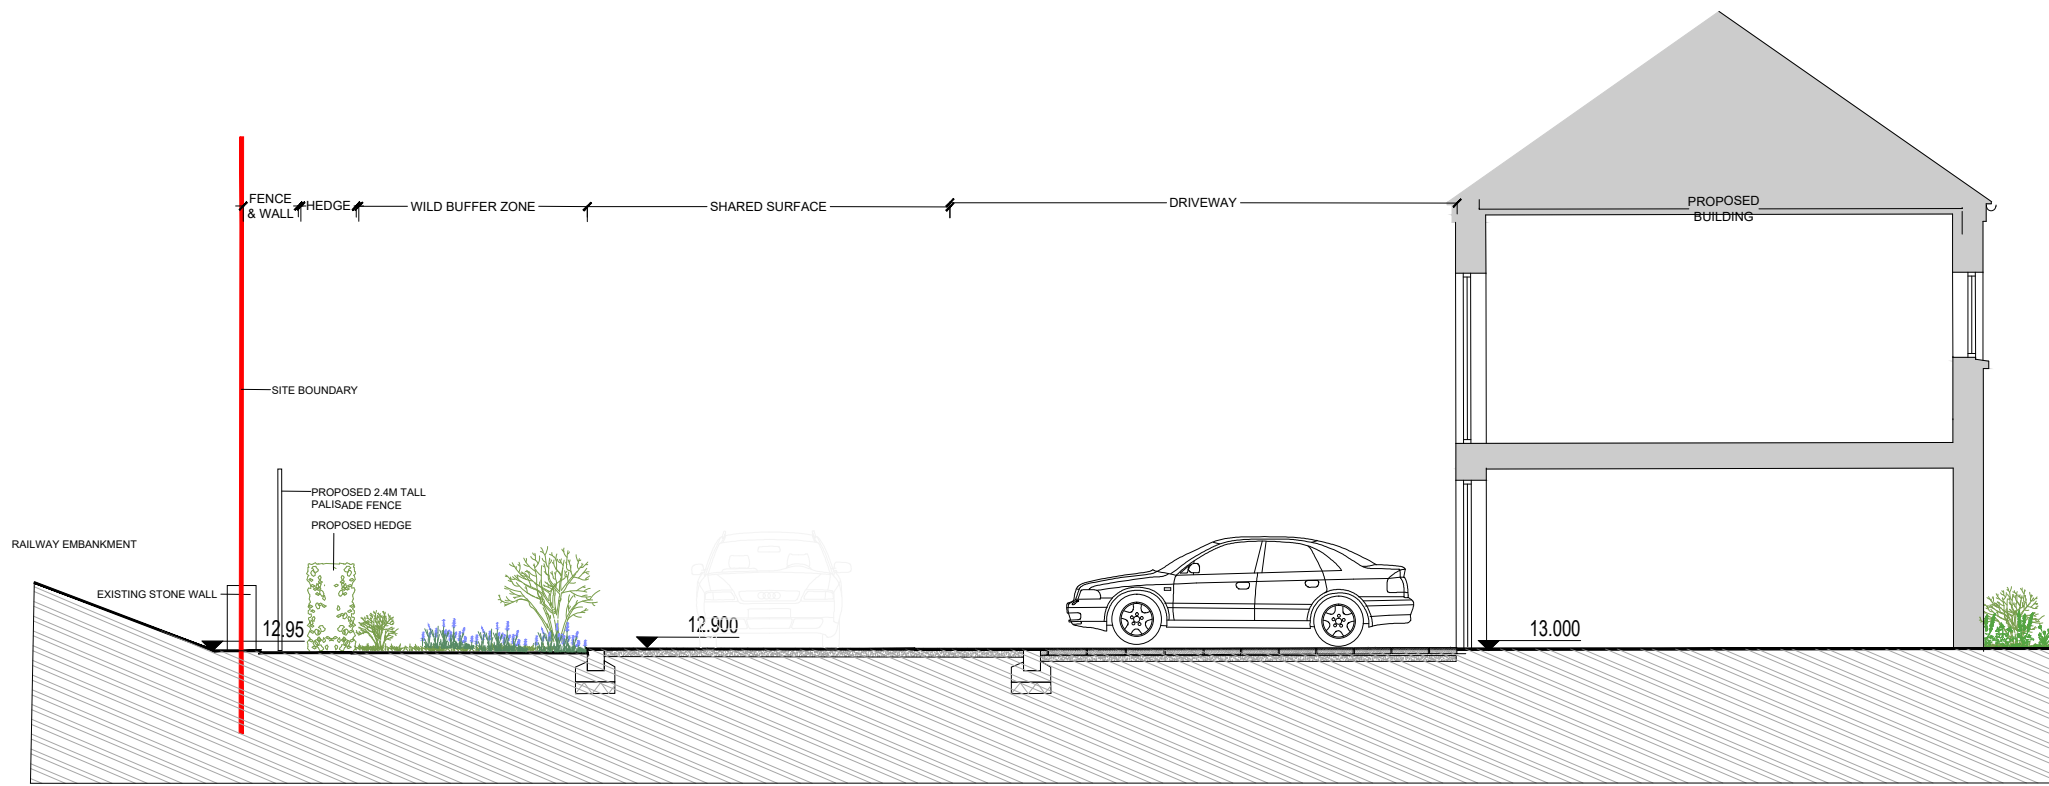 FENCE
& WALL
HEDGE
WILD BUFFER ZONE
SHARED SURFACE
DRIVEWAY
PROPOSED
BUILDING
SITE BOUNDARY
PROPOSED 2.4M TALL
PALISADE FENCE
PROPOSED HEDGE
RAILWAY EMBANKMENT
EXISTING STONE WALL
12.95
12.900
13.000